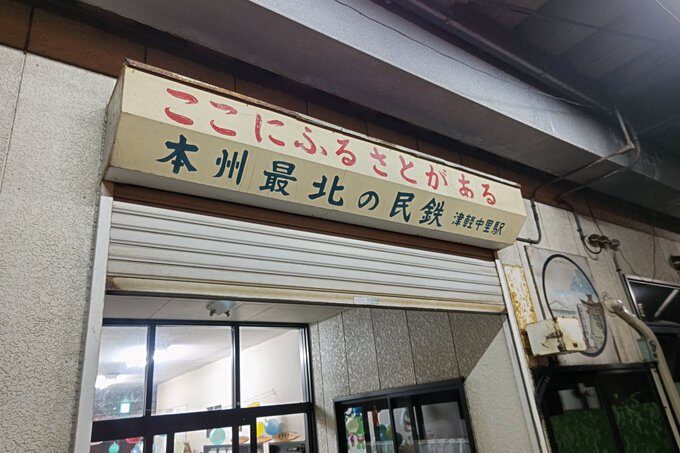 ここにふるさとがある
本州最北の民鉄 津軽中里駅